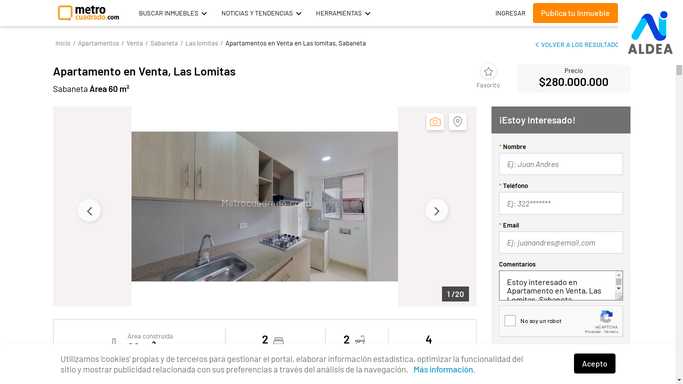 metro
cuadrado.com
BUSCAR INMUEBLES
NOTICIAS Y TENDENCIAS
HERRAMIENTAS
INGRESAR
Publica tu Inmueble
AI
ALDEA
Inicio / Apartamentos / Venta / Sabaneta / Las lomitas / Apartamentos en Venta en Las lomitas, Sabaneta
VOLVER A LOS RESULTADO
Apartamento en Venta, Las Lomitas
Sabaneta Área 60 m²
Favorito
Precio
$280.000.000
Metrocuadrado.com
1 / 20
¡Estoy Interesado!
* Nombre
Ej: Juan Andres
* Teléfono
Ej: 322*******
* Email
Ej: juanandres@email.com
Comentarios
Estoy interesado en
Apartamento en Venta, Las
Lomitas, Sabaneta
No soy un robot
reCAPTCHA
Privacidad - Términos
Área construida
2
2
4
Utilizamos 'cookies' propias y de terceros para gestionar el portal, elaborar información estadística, optimizar la funcionalidad del
sitio y mostrar publicidad relacionada con sus preferencias a través del análisis de la navegación. Más información.
Acepto